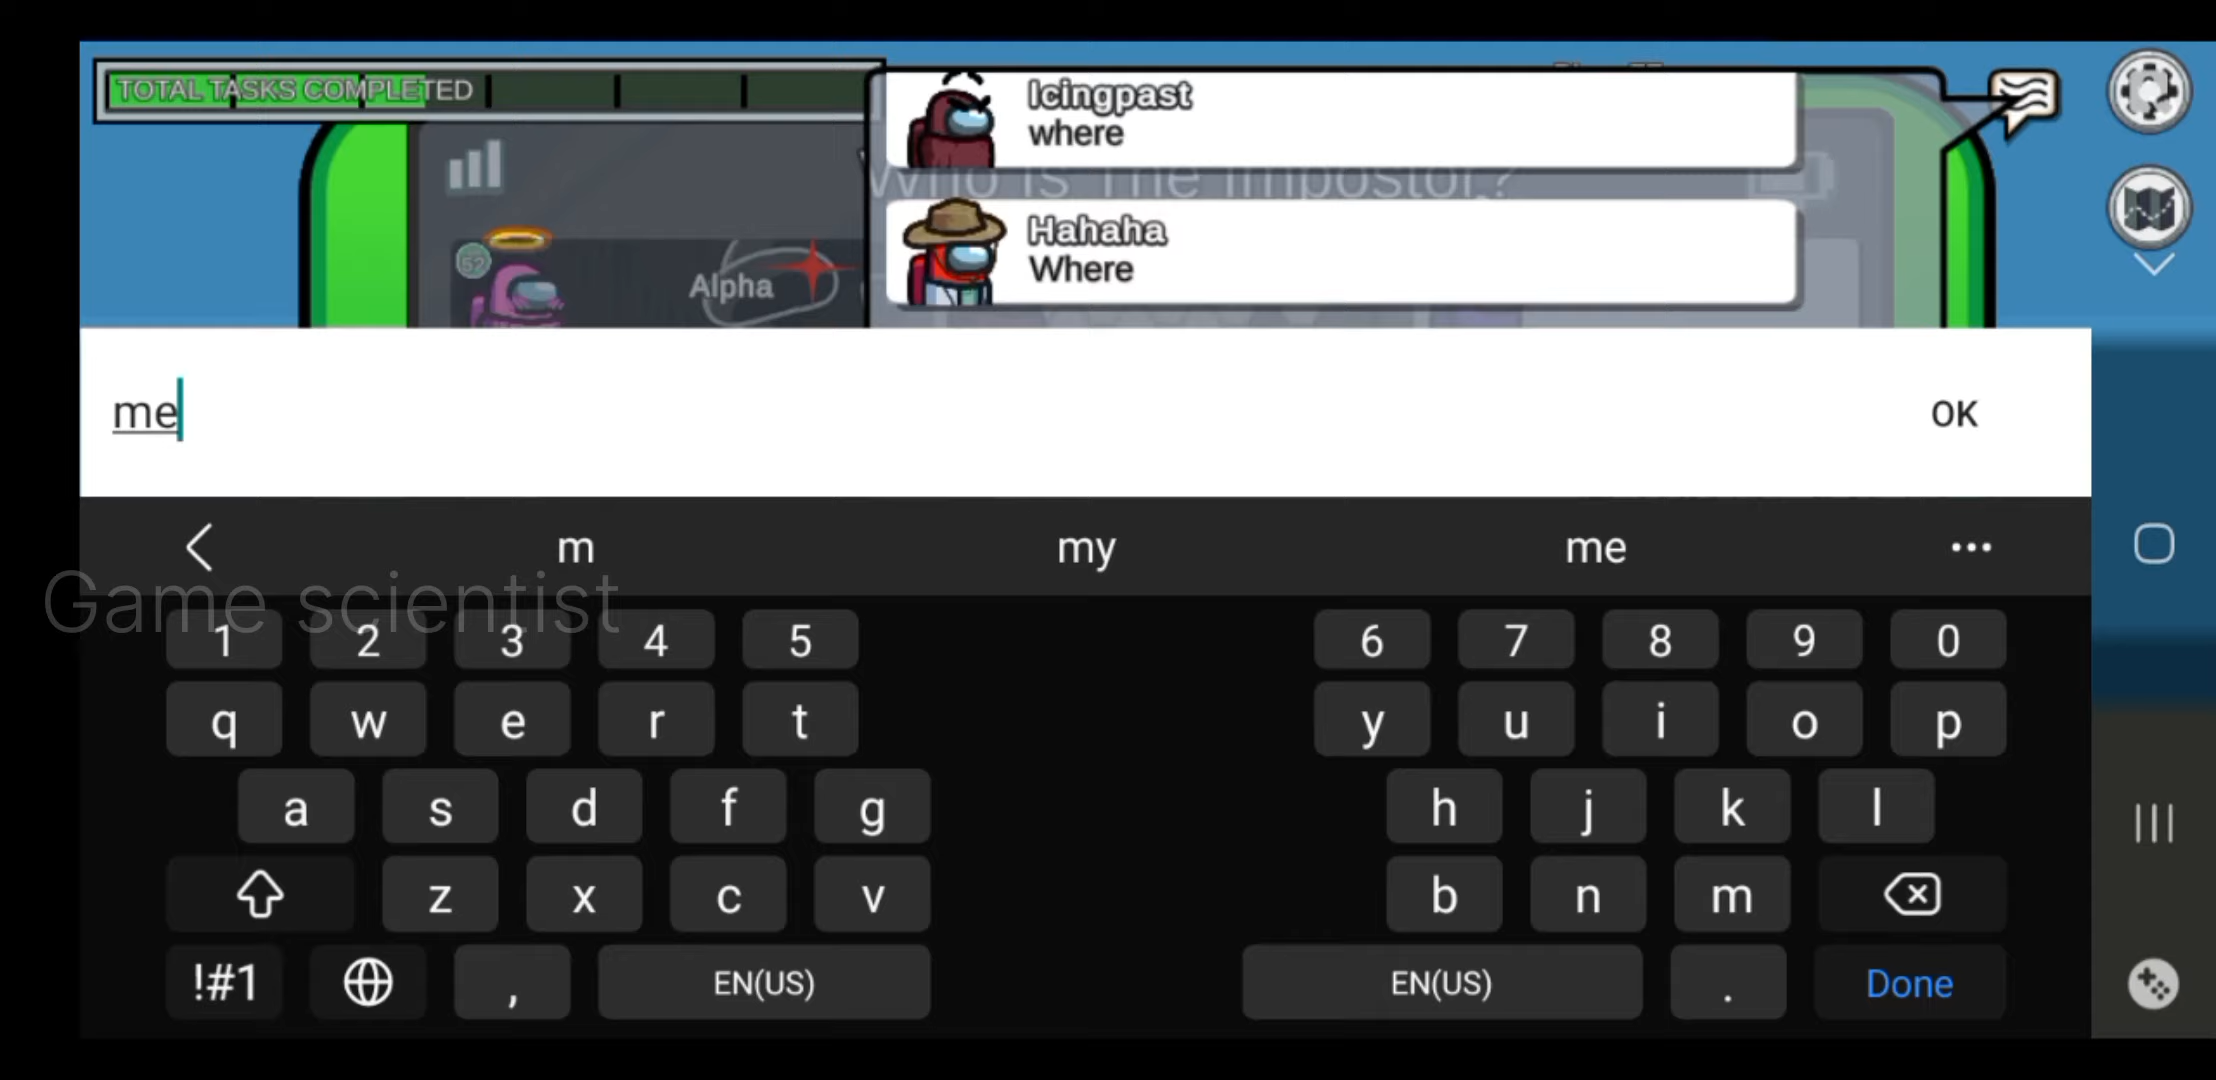 TOTAL TASKS COMPLETED
Icingpast
where
Who Is The Impostor?
Hahaha
Where
52
Alpha
me
OK
m my me
Game scientist
1 2 3 4 5 6 7 8 9 0
q w e r t y u i o p
a s d f g h j k l
z x c v b n m
!#1 , EN(US) EN(US) . Done